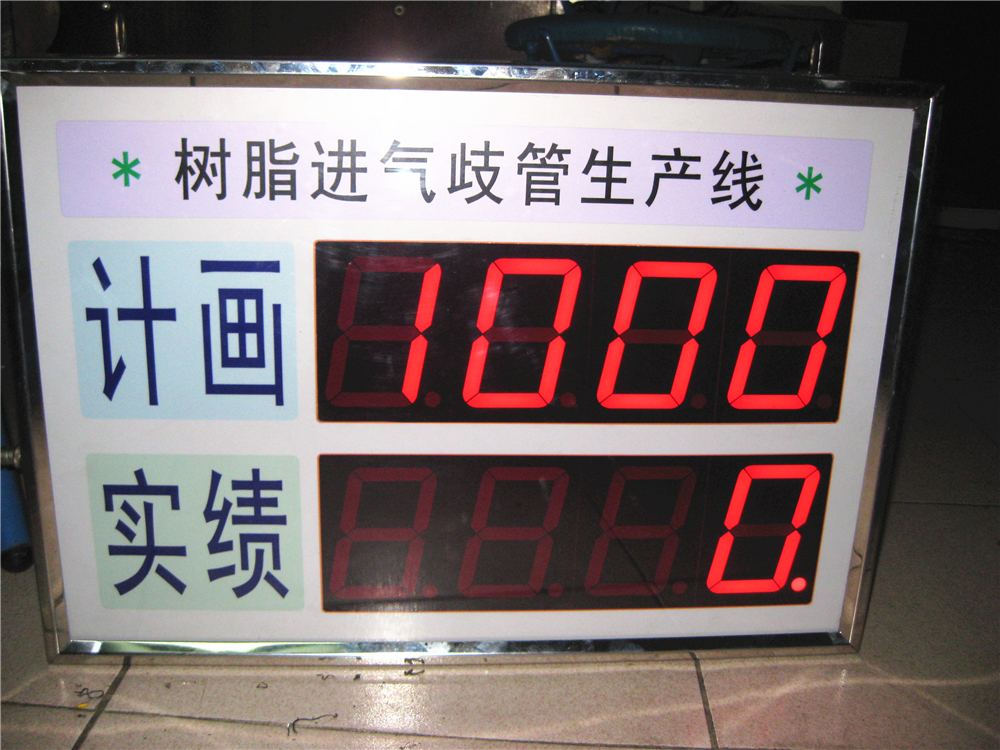 * 树脂进气歧管生产线 *
计画 1000
实绩 0.